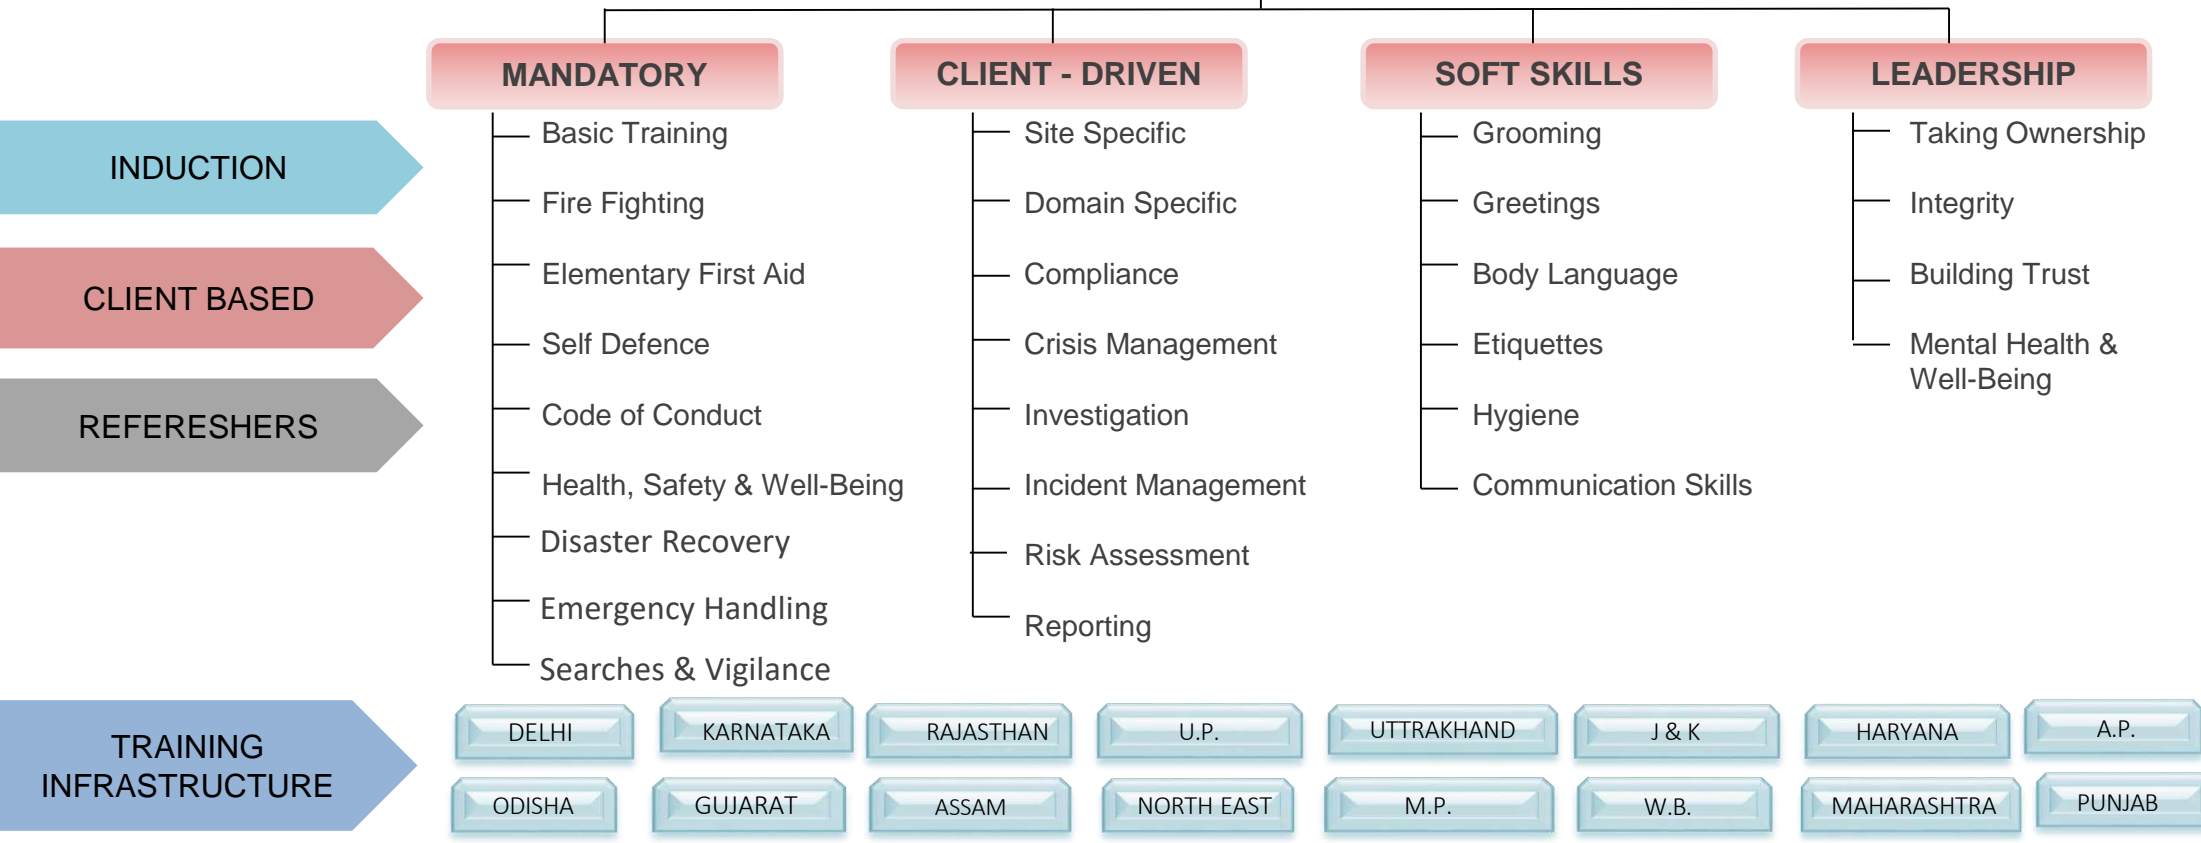 MANDATORY
CLIENT - DRIVEN
SOFT SKILLS
LEADERSHIP
INDUCTION
CLIENT BASED
REFERESHERS
Basic Training
Fire Fighting
Elementary First Aid
Self Defence
Code of Conduct
Health, Safety & Well-Being
Disaster Recovery
Emergency Handling
Searches & Vigilance
Site Specific
Domain Specific
Compliance
Crisis Management
Investigation
Incident Management
Risk Assessment
Reporting
Grooming
Greetings
Body Language
Etiquettes
Hygiene
Communication Skills
Taking Ownership
Integrity
Building Trust
Mental Health &
Well-Being
TRAINING
INFRASTRUCTURE
DELHI
KARNATAKA
RAJASTHAN
U.P.
UTTRAKHAND
J & K
HARYANA
A.P.
ODISHA
GUJARAT
ASSAM
NORTH EAST
M.P.
W.B.
MAHARASHTRA
PUNJAB